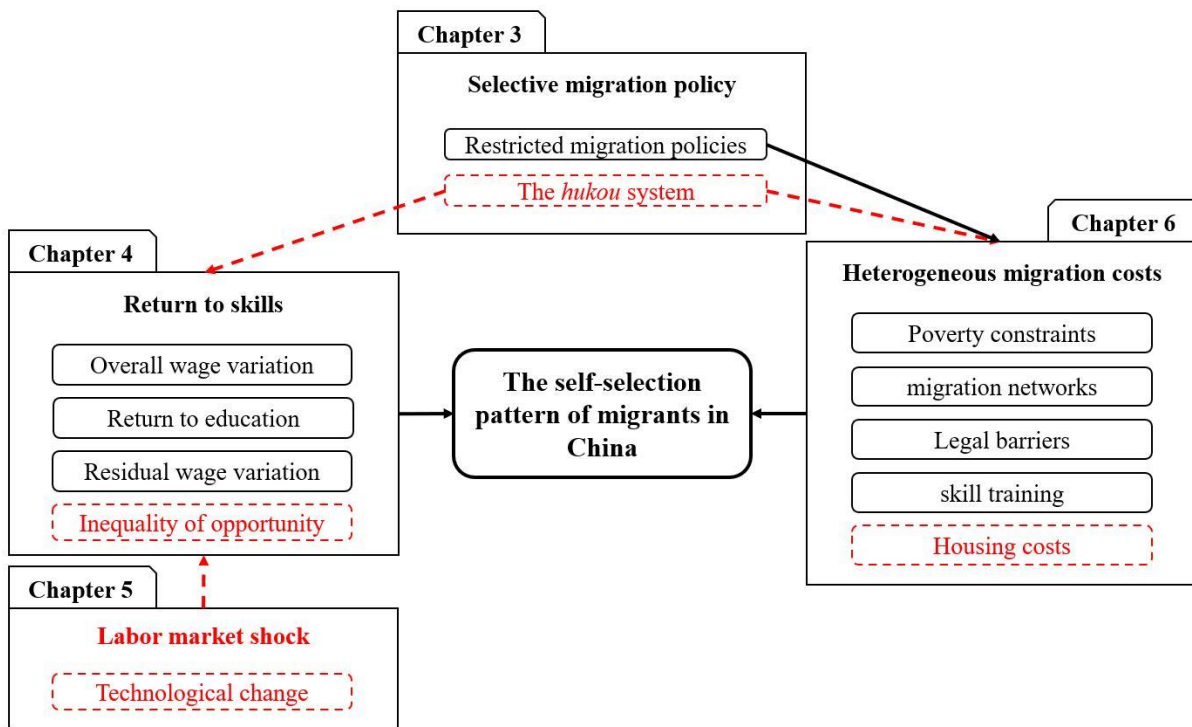 Chapter 3
Selective migration policy
Restricted migration policies
The hukou system
Chapter 4
Return to skills
Overall wage variation
Return to education
Residual wage variation
Inequality of opportunity
Chapter 5
Labor market shock
Technological change
The self-selection
pattern of migrants in
China
Chapter 6
Heterogeneous migration costs
Poverty constraints
migration networks
Legal barriers
skill training
Housing costs